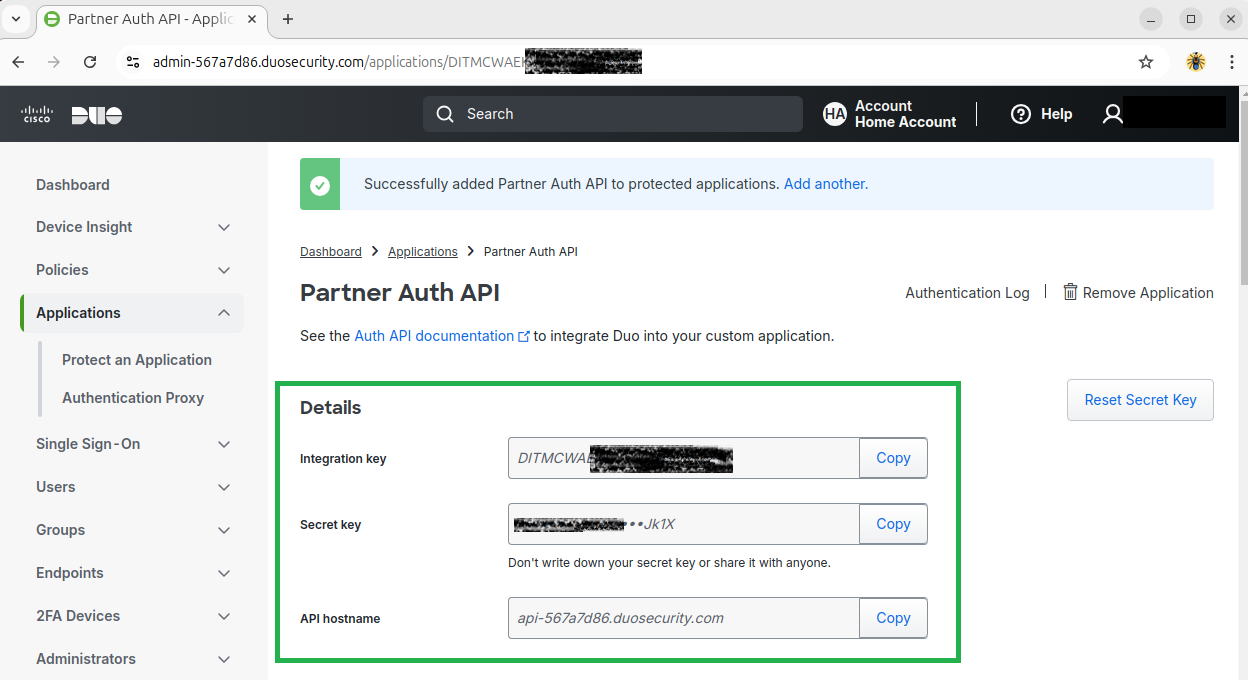 Partner Auth API - Applic
admin-567a7d86.duosecurity.com/applications/DITMCWAEK
cisco DUO
Search
HA Account
Home Account
Help
Dashboard
Device Insight
Policies
Applications
Protect an Application
Authentication Proxy
Single Sign-On
Users
Groups
Endpoints
2FA Devices
Administrators
Successfully added Partner Auth API to protected applications. Add another.
Dashboard > Applications > Partner Auth API
Partner Auth API
Authentication Log | Remove Application
See the Auth API documentation to integrate Duo into your custom application.
Reset Secret Key
Details
Integration key DITMCWAE Copy
Secret key ••Jk1X Copy
Don't write down your secret key or share it with anyone.
API hostname api-567a7d86.duosecurity.com Copy